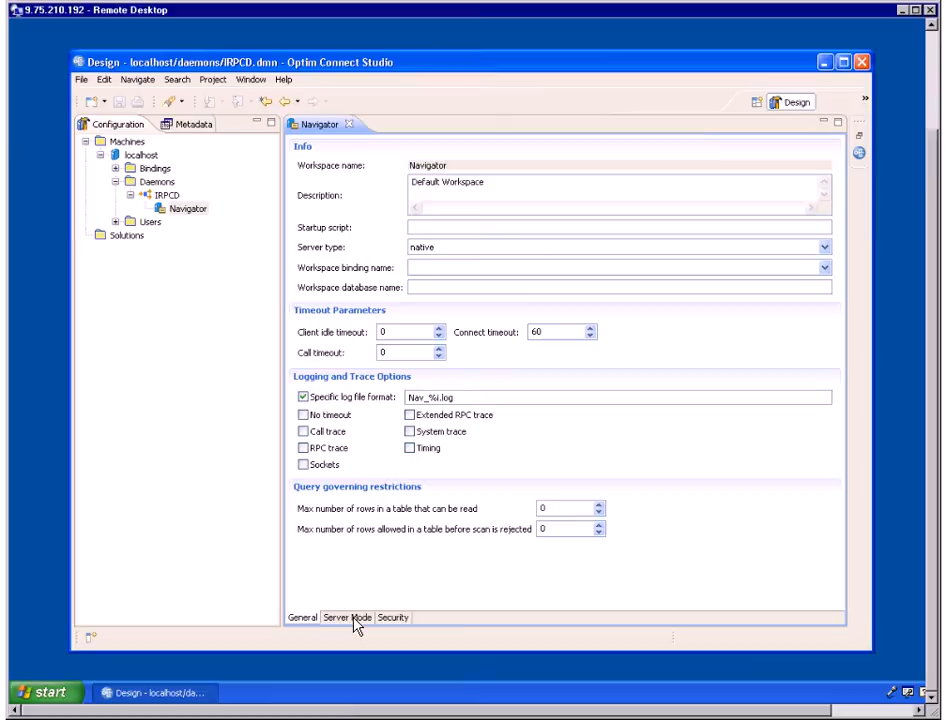 9.75.210.192 - Remote Desktop
Design - localhost/daemons/IRPCD.dmn - Optim Connect Studio
File Edit Navigate Search Project Window Help
Design
Configuration Metadata
Navigator
Machines
localhost
Bindings
Daemons
IRPCD
Navigator
Users
Solutions
Info
Workspace name: Navigator
Description: Default Workspace
Startup script:
Server type: native
Workspace binding name:
Workspace database name:
Timeout Parameters
Client idle timeout: 0 Connect timeout: 60
Call timeout: 0
Logging and Trace Options
Specific log file format: Nav_%i.log
No timeout Extended RPC trace
Call trace System trace
RPC trace Timing
Sockets
Query governing restrictions
Max number of rows in a table that can be read 0
Max number of rows allowed in a table before scan is rejected 0
General Server Mode Security
start Design - localhost/da...